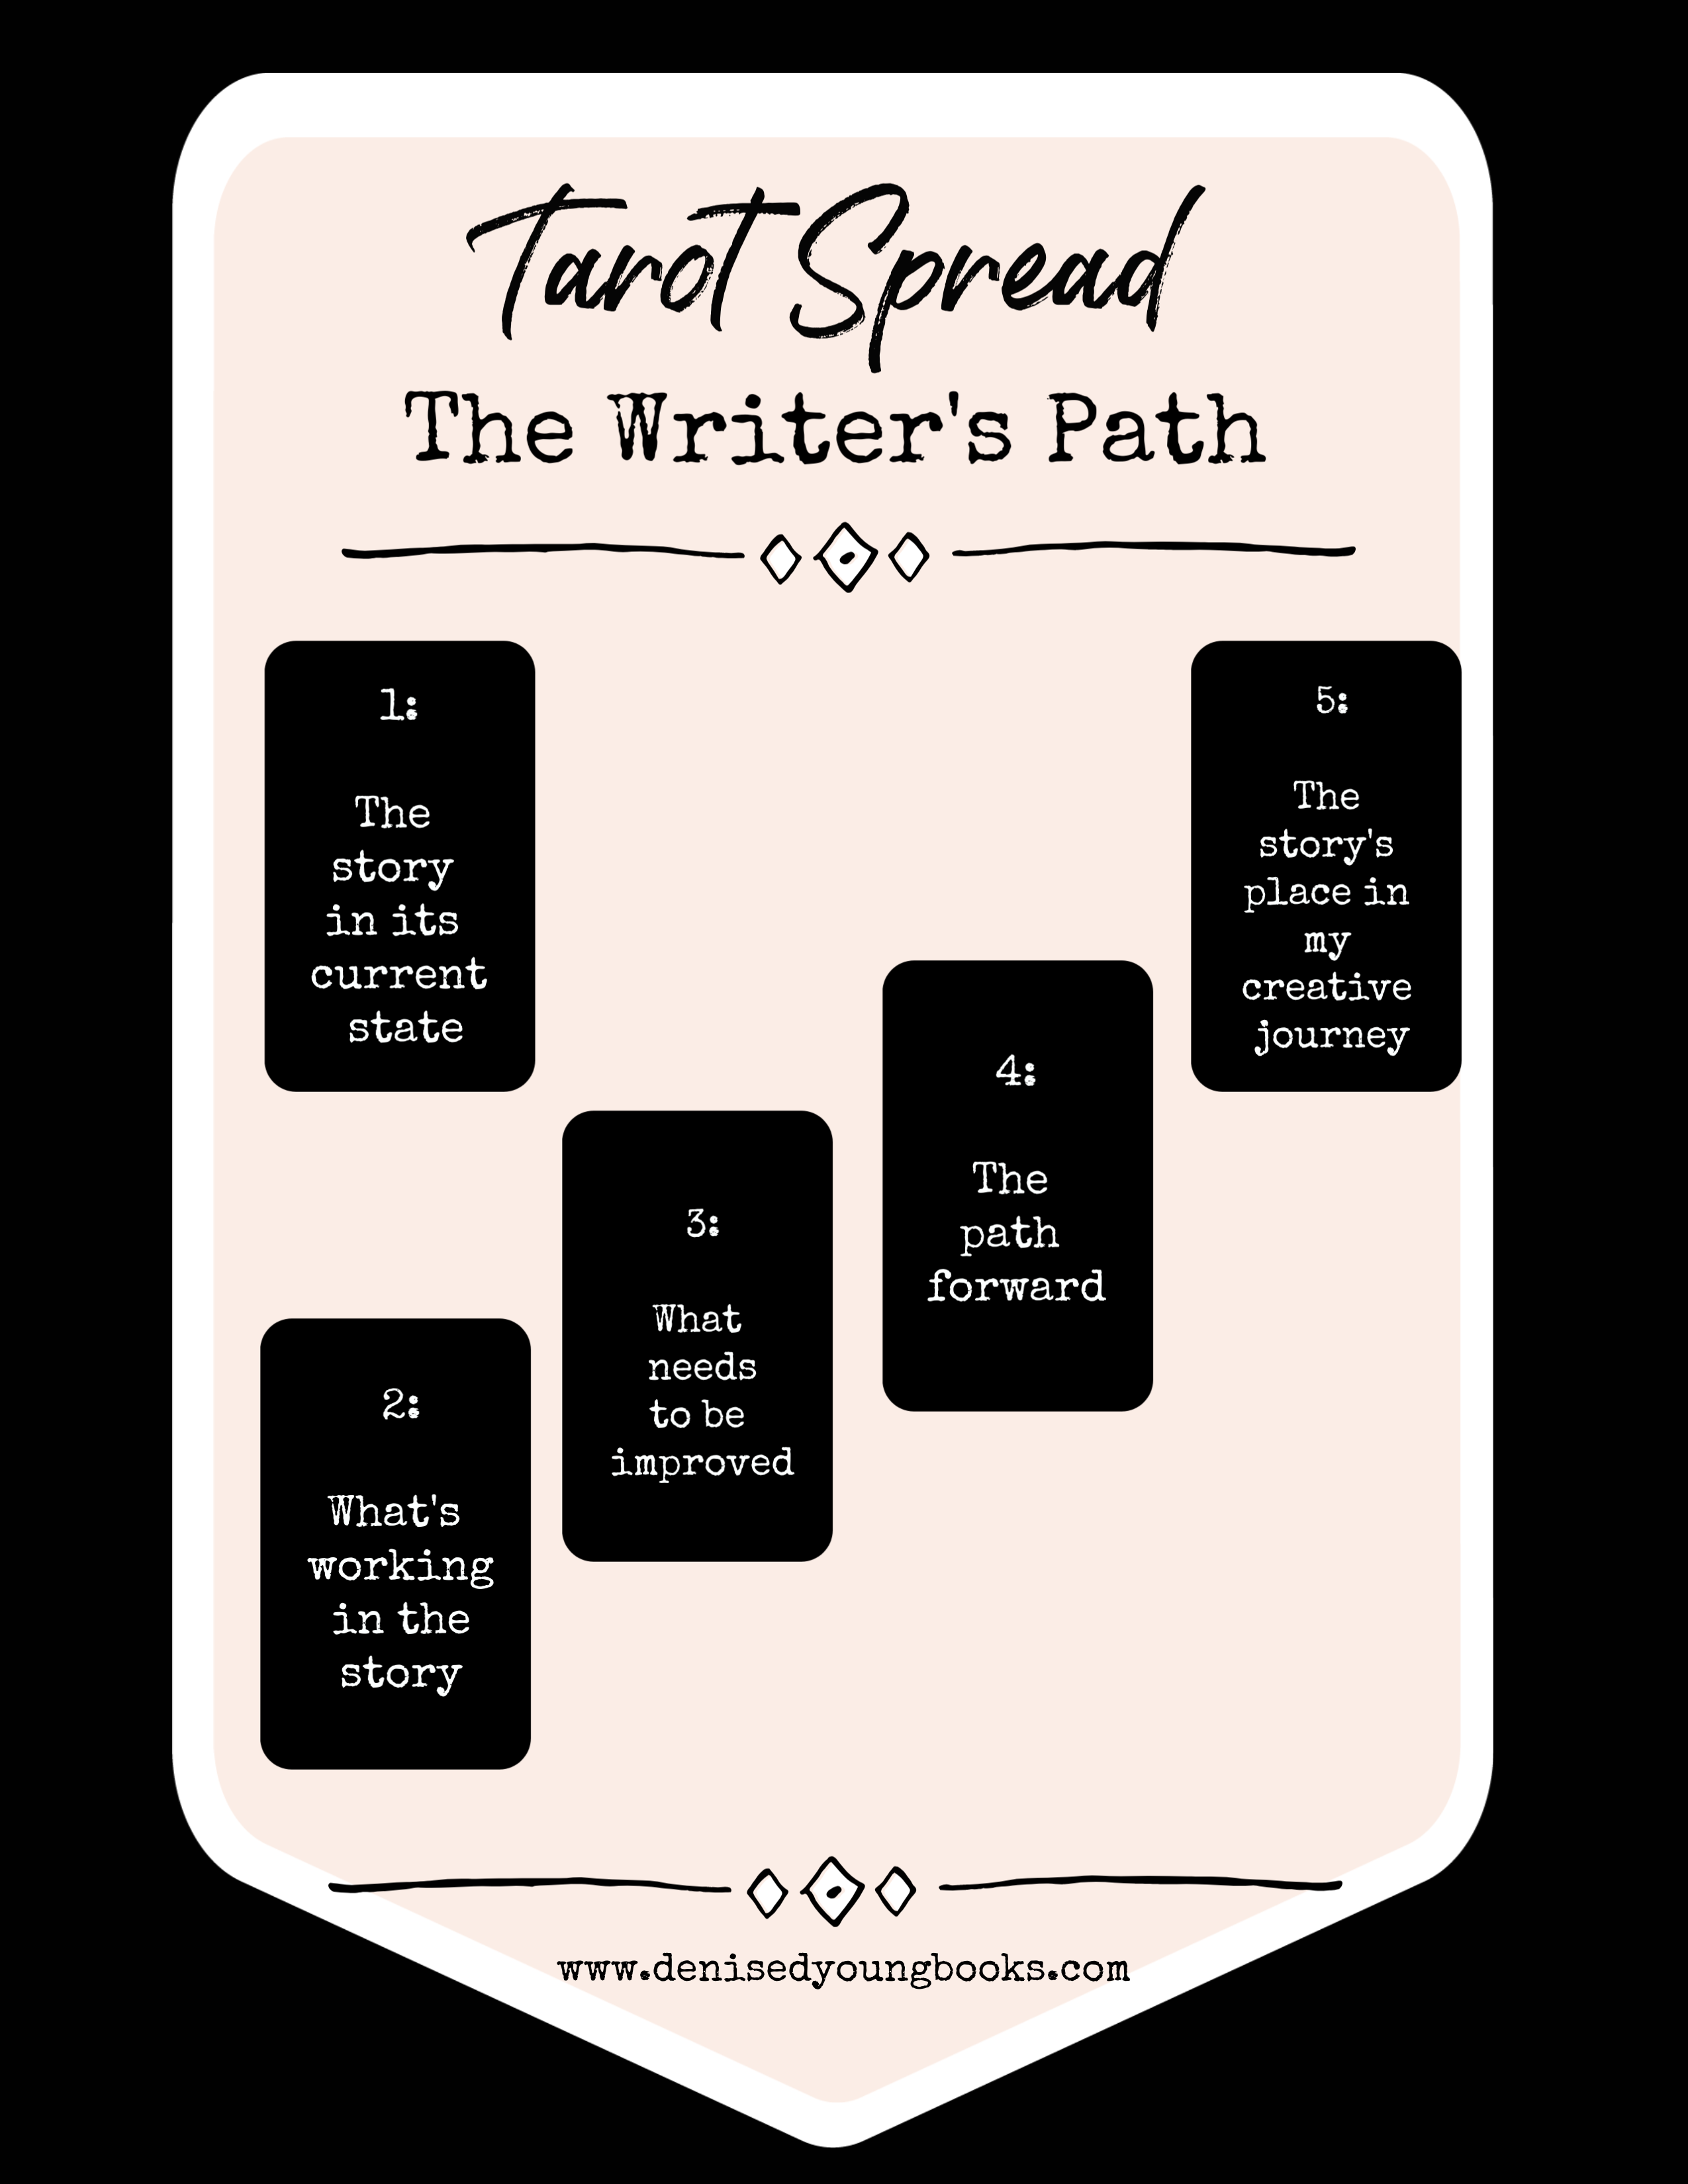 Tarot Spread
The Writer's Path
1:
The
story
in its
current
state
2:
What's
working
in the
story
3:
What
needs
to be
improved
4:
The
path
forward
5:
The
story's
place in
my
creative
journey
www.denisedyoungbooks.com